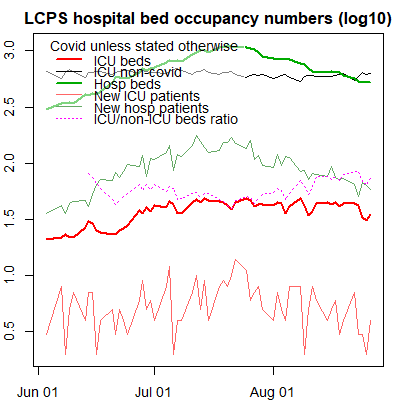 LCPS hospital bed occupancy numbers (log10)
Covid unless stated otherwise
ICU beds
ICU non-covid
Hosp beds
New ICU patients
New hosp patients
ICU/non-ICU beds ratio
3.0
2.5
2.0
1.5
1.0
0.5
Jun 01
Jul 01
Aug 01